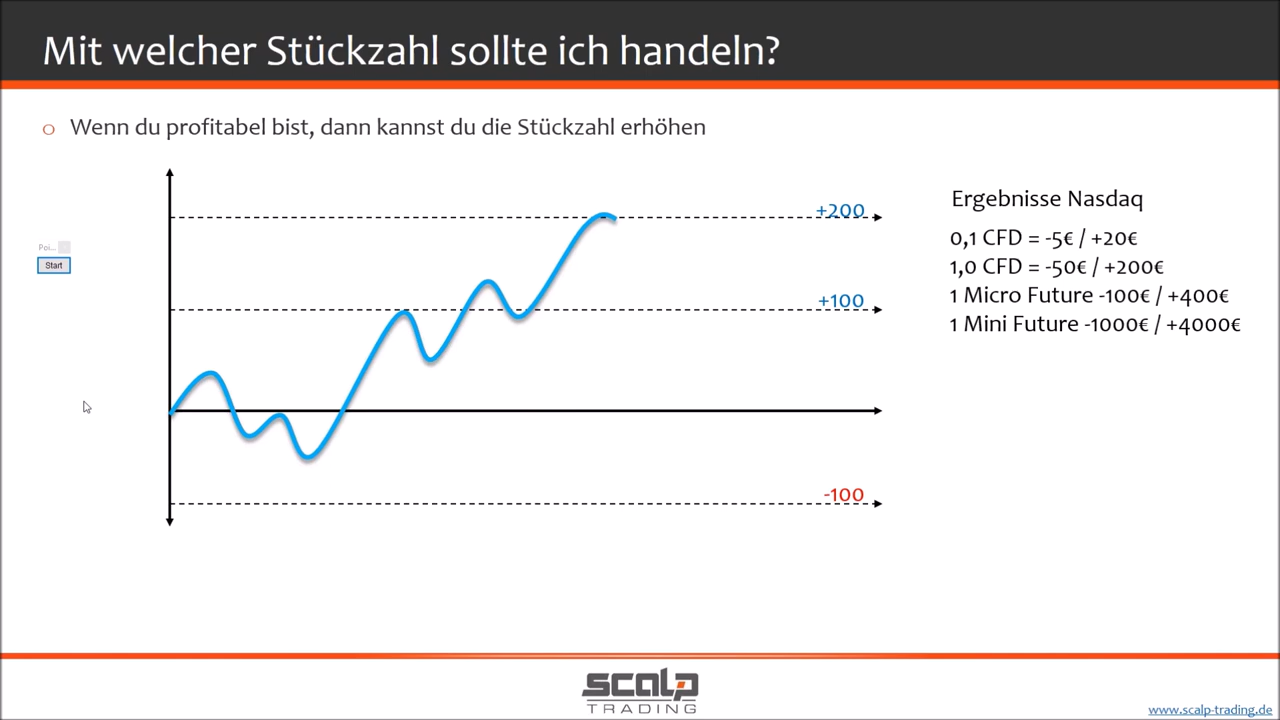 Mit welcher Stückzahl sollte ich handeln?
o Wenn du profitabel bist, dann kannst du die Stückzahl erhöhen
+200
Ergebnisse Nasdaq
0,1 CFD = -5€ / +20€
1,0 CFD = -50€ / +200€
1 Micro Future -100€ / +400€
1 Mini Future -1000€ / +4000€
Poi...
Start
+100
-100
scalp
TRADING
www.scalp-trading.de